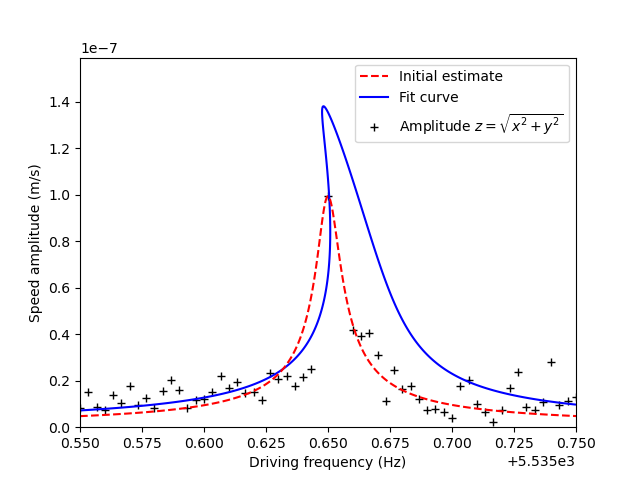 1e−7
Initial estimate
Fit curve
Amplitude z = √x² + y²
1.4
1.2
1.0
0.8
0.6
0.4
0.2
0.0
Speed amplitude (m/s)
0.550 0.575 0.600 0.625 0.650 0.675 0.700 0.725 0.750
Driving frequency (Hz)
+5.535e3